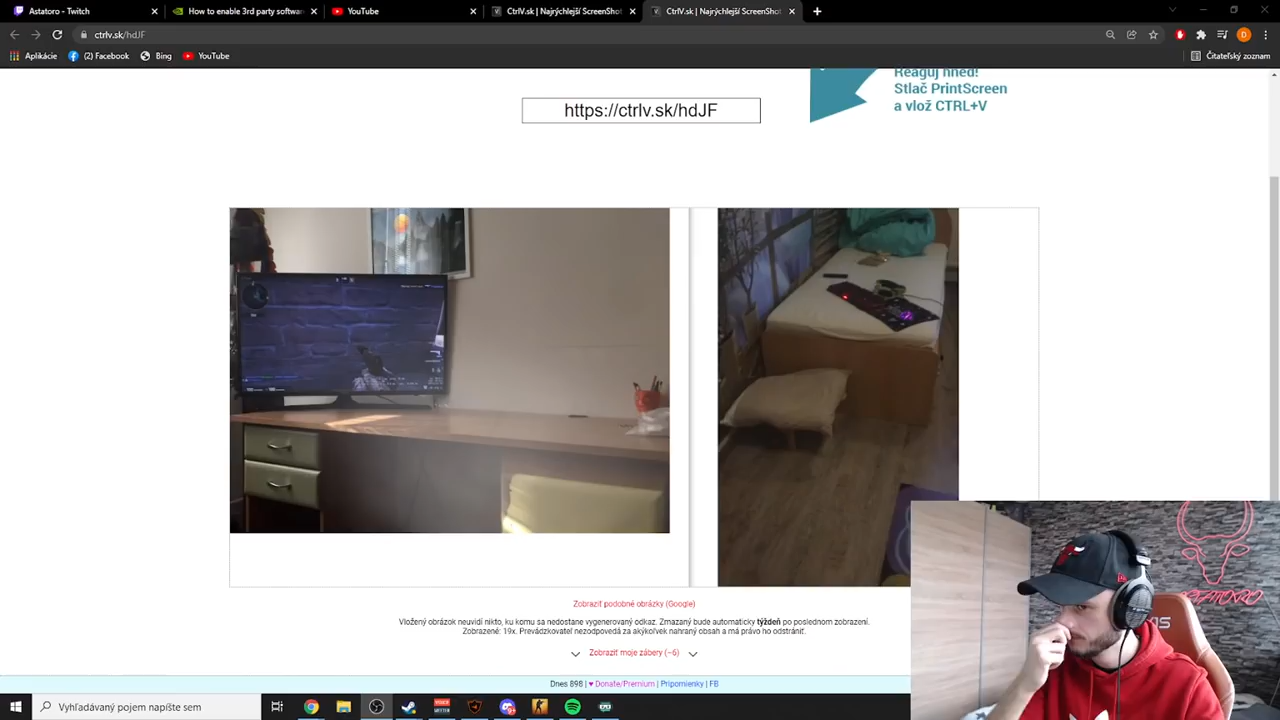 Astatoro - Twitch
How to enable 3rd party software
YouTube
CtrlV.sk | Najrýchlejší ScreenShot
CtrlV.sk | Najrýchlejší ScreenShot
ctrlv.sk/hdJF
Aplikácie
(2) Facebook
Bing
YouTube
Čitateľský zoznam
Reaguj hneď!
Stlač PrintScreen
a vlož CTRL+V
https://ctrlv.sk/hdJF
Zobraziť podobné obrázky (Google)
Vložený obrázok neuvidí nikto, ku komu sa nedostane vygenerovaný odkaz. Zmazaný bude automaticky týždeň po poslednom zobrazení.
Zobrazené: 19x. Prevádzkovateľ nezodpovedá za akýkoľvek nahraný obsah a má právo ho odstrániť.
Zobraziť moje zábery (~6)
Dnes 898 | ♥ Donate/Premium | Pripomienky | FB
Vyhľadávaný pojem napíšte sem